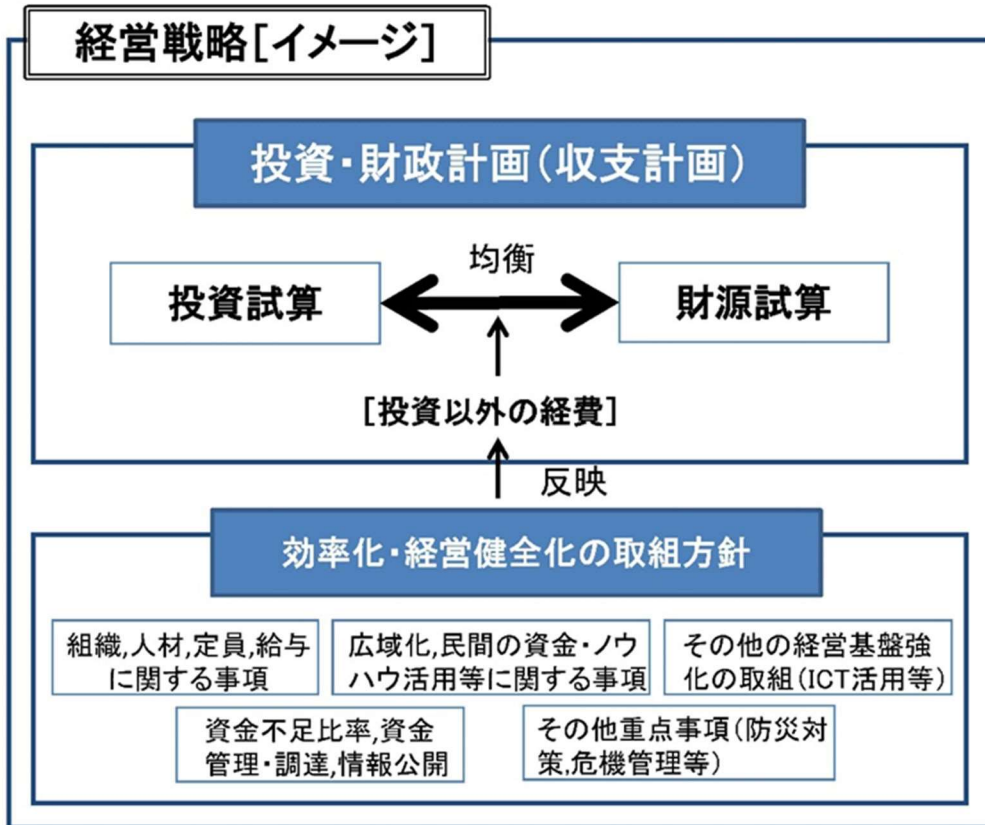 経営戦略[イメージ]
投資・財政計画(収支計画)
均衡
投資試算
財源試算
[投資以外の経費]
反映
効率化・経営健全化の取組方針
組織,人材,定員,給与
に関する事項
広域化,民間の資金・ノウ
ハウ活用等に関する事項
その他の経営基盤強
化の取組(ICT活用等)
資金不足比率,資金
管理・調達,情報公開
その他重点事項(防災対
策,危機管理等)